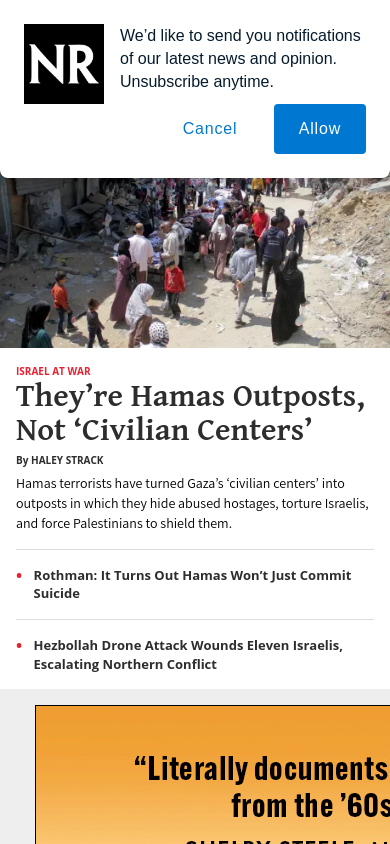 NR
We’d like to send you notifications
of our latest news and opinion.
Unsubscribe anytime.
Cancel
Allow
ISRAEL AT WAR
They’re Hamas Outposts,
Not ‘Civilian Centers’
By HALEY STRACK
Hamas terrorists have turned Gaza’s ‘civilian centers’ into
outposts in which they hide abused hostages, torture Israelis,
and force Palestinians to shield them.
• Rothman: It Turns Out Hamas Won’t Just Commit
Suicide
• Hezbollah Drone Attack Wounds Eleven Israelis,
Escalating Northern Conflict
“Literally documents
from the ’60s